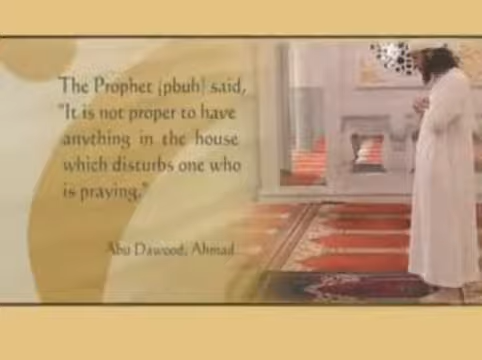 The Prophet (pbuh) said,
"It is not proper to have
anything in the house
which disturbs one who
is praying."
Abu Dawood, Ahmad